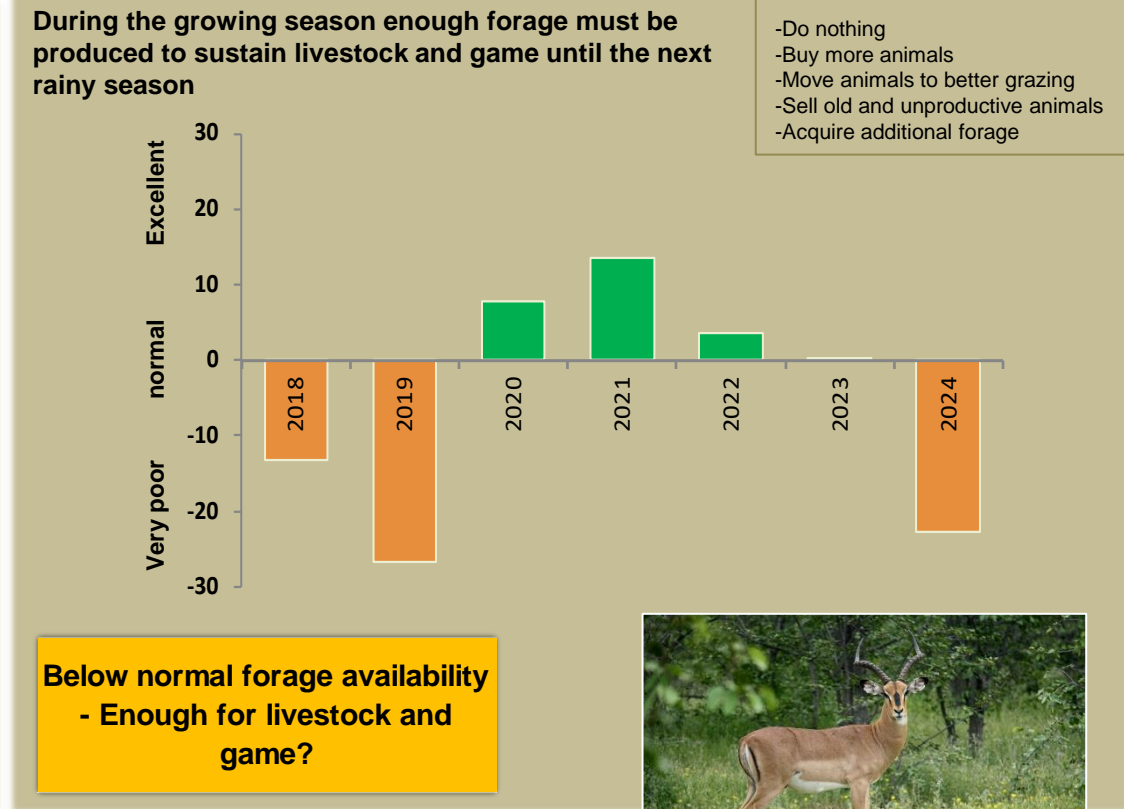 During the growing season enough forage must be
produced to sustain livestock and game until the next
rainy season
-Do nothing
-Buy more animals
-Move animals to better grazing
-Sell old and unproductive animals
-Acquire additional forage
30
20
10
0
-10
-20
-30
Excellent
normal
Very poor
2018
2019
2020
2021
2022
2023
2024
Below normal forage availability
- Enough for livestock and
game?